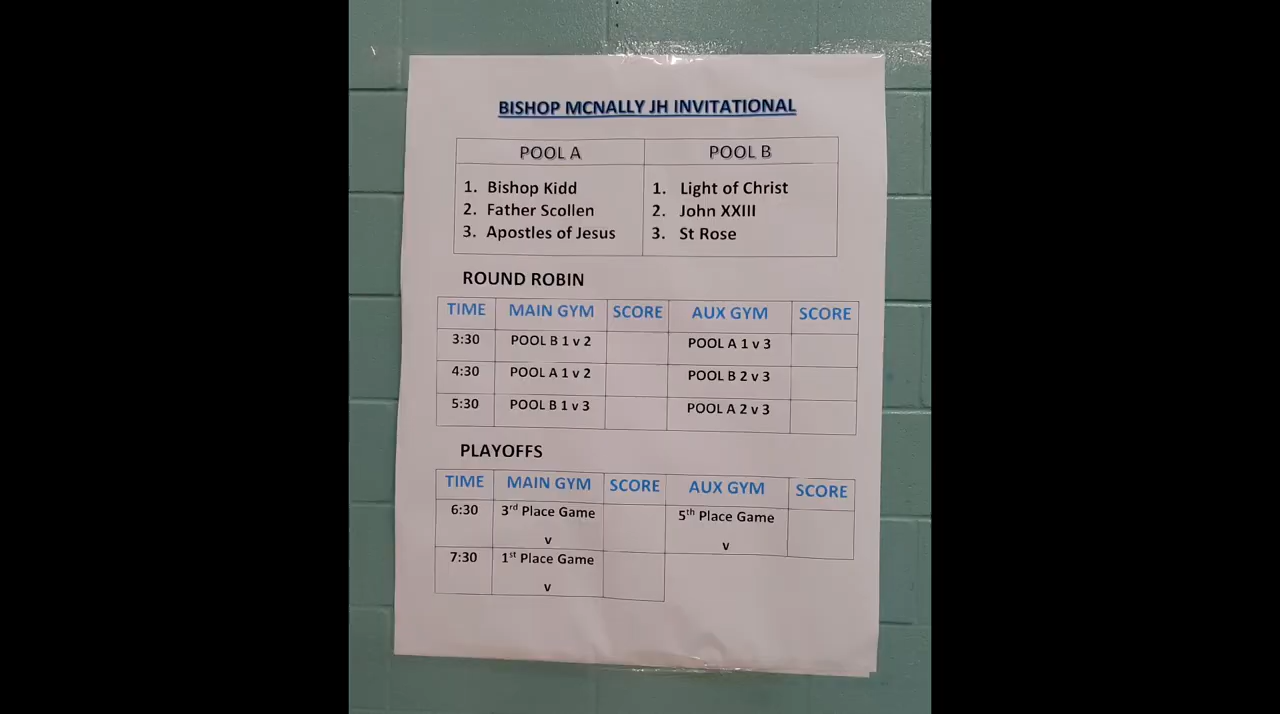 BISHOP MCNALLY JH INVITATIONAL
POOL A POOL B
1. Bishop Kidd 1. Light of Christ
2. Father Scollen 2. John XXIII
3. Apostles of Jesus 3. St Rose
ROUND ROBIN
TIME MAIN GYM SCORE AUX GYM SCORE
3:30 POOL B 1 v 2 POOL A 1 v 3
4:30 POOL A 1 v 2 POOL B 2 v 3
5:30 POOL B 1 v 3 POOL A 2 v 3
PLAYOFFS
TIME MAIN GYM SCORE AUX GYM SCORE
6:30 3rd Place Game 5th Place Game
v v
7:30 1st Place Game
v